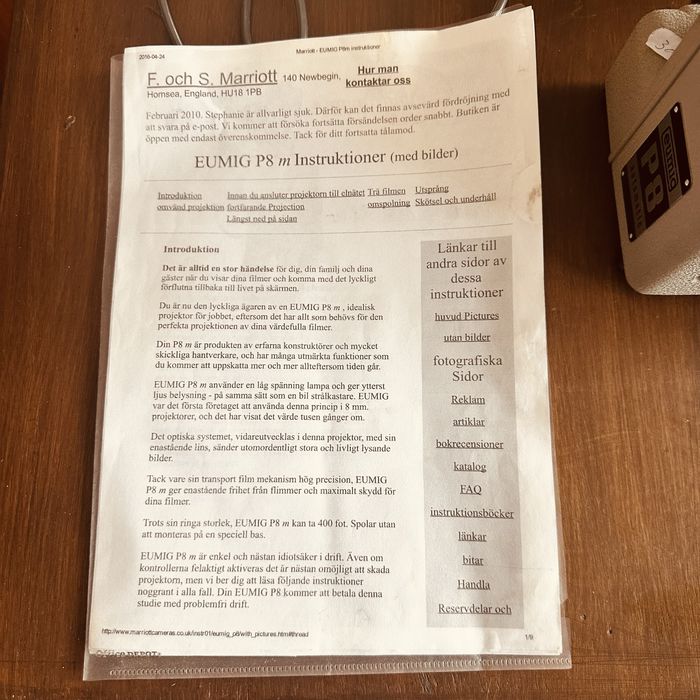 2016-04-24
Marriott - EUMIG P8m instruktioner
F. och S. Marriott 140 Newbegin,
Hornsea, England, HU18 1PB
Hur man
kontaktar oss
Februari 2010. Stephanie är allvarligt sjuk. Därför kan det finnas avsevärd fördröjning med
att svara på e-post. Vi kommer att försöka fortsätta försändelsen order snabbt. Butiken är
öppen med endast överenskommelse. Tack för ditt fortsatta tålamod.
EUMIG P8 m Instruktioner (med bilder)
Introduktion Innan du ansluter projektorn till elnätet Trä filmen Utsprång
omvänd projektion fortfarande Projection omspolning Skötsel och underhåll
Längst ned på sidan
Introduktion
Det är alltid en stor händelse för dig, din familj och dina
gäster när du visar dina filmer och komma med det lyckligt
förflutna tillbaka till livet på skärmen.
Du är nu den lyckliga ägaren av en EUMIG P8 m , idealisk
projektor för jobbet, eftersom det har allt som behövs för den
perfekta projektionen av dina värdefulla filmer.
Din P8 m är produkten av erfarna konstruktörer och mycket
skickliga hantverkare, och har många utmärkta funktioner som
du kommer att uppskatta mer och mer allteftersom tiden går.
EUMIG P8 m använder en låg spänning lampa och ger ytterst
ljus belysning - på samma sätt som en bil strålkastare. EUMIG
var det första företaget att använda denna princip i 8 mm.
projektorer, och det har visat det värde tusen gånger om.
Det optiska systemet, vidareutvecklas i denna projektor, med sin
enastående lins, sänder utomordentligt stora och livligt lysande
bilder.
Tack vare sin transport film mekanism hög precision, EUMIG
P8 m ger enastående frihet från flimmer och maximalt skydd för
dina filmer.
Trots sin ringa storlek, EUMIG P8 m kan ta 400 fot. Spolar utan
att monteras på en speciell bas.
EUMIG P8 m är enkel och nästan idiotsäker i drift. Även om
kontrollerna felaktigt aktiveras det är nästan omöjligt att skada
projektorn, men vi ber dig att läsa följande instruktioner
noggrant i alla fall. Din EUMIG P8 kommer att betala denna
studie med problemfri drift.
Länkar till
andra sidor av
dessa
instruktioner
huvud Pictures
utan bilder
fotografiska
Sidor
Reklam
artiklar
bokrecensioner
katalog
FAQ
instruktionsböcker
länkar
bitar
Handla
Reservdelar och
http://www.marriottcameras.co.uk/instr01/eumig_p8/with_pictures.htm#thread
1/9
Office DEPOT
eumig
P8